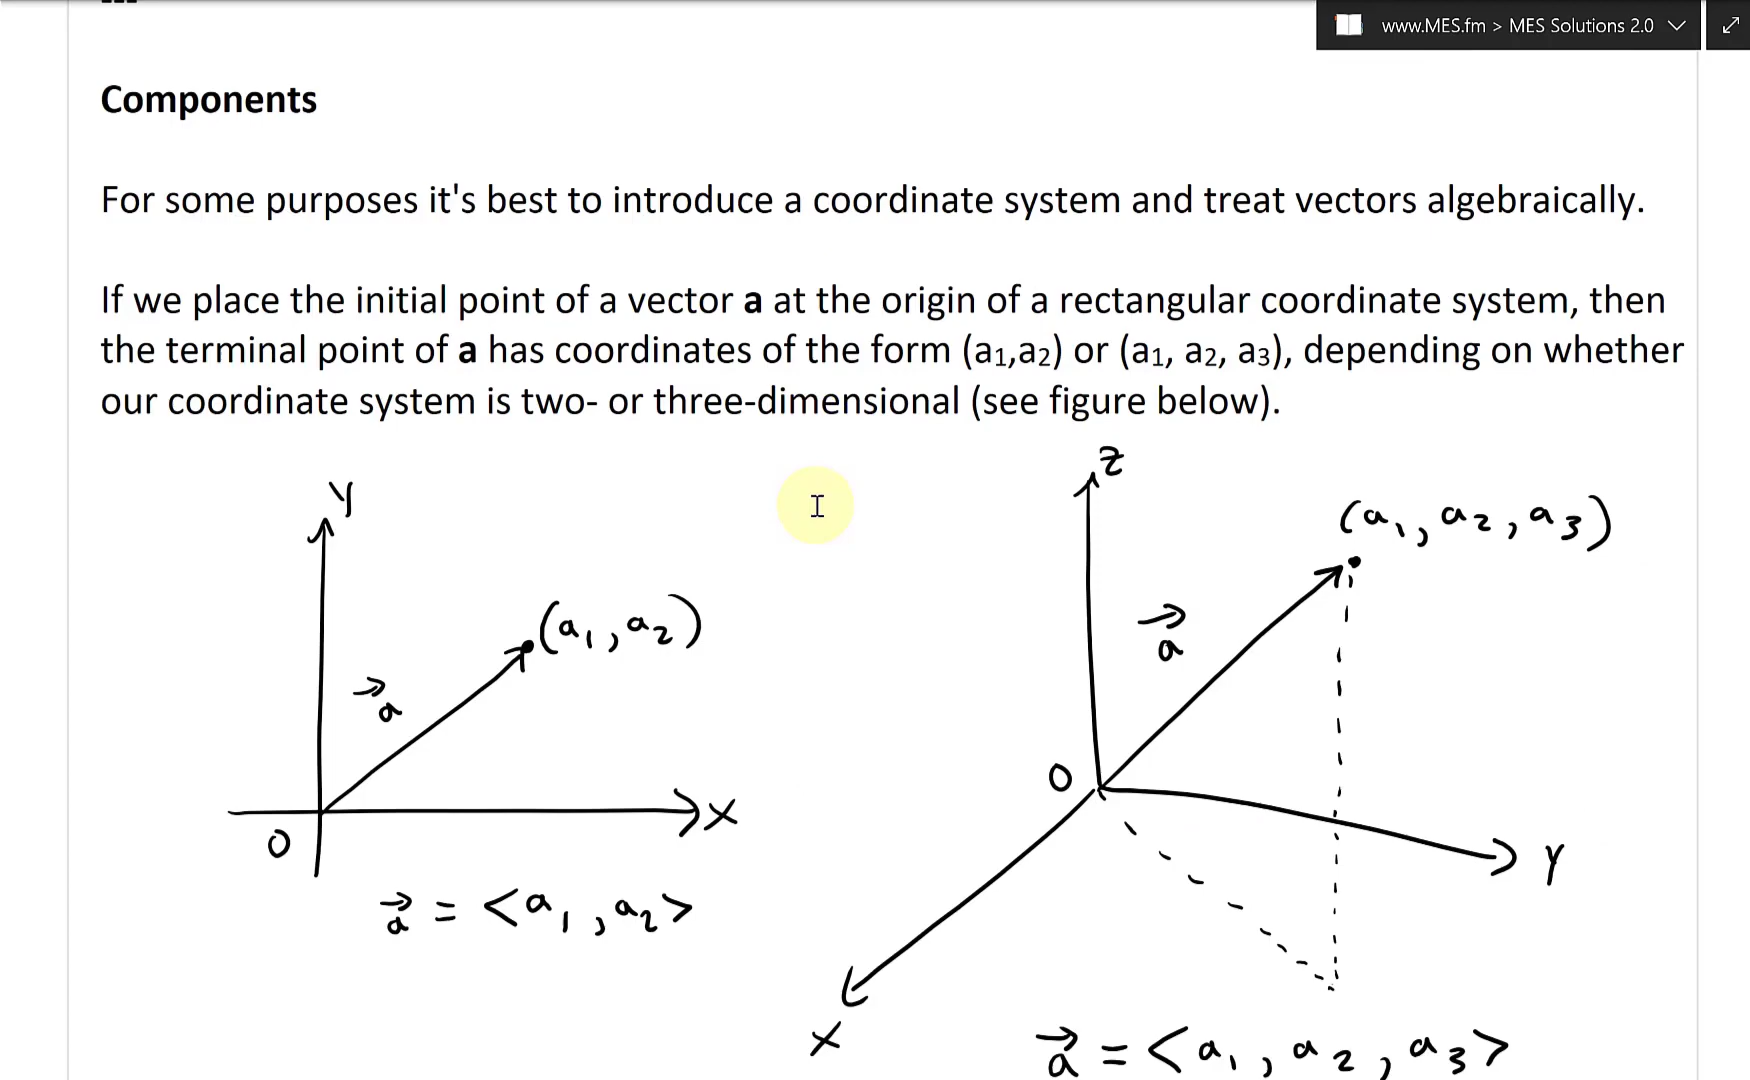 www.MES.fm > MES Solutions 2.0
Components
For some purposes it's best to introduce a coordinate system and treat vectors algebraically.
If we place the initial point of a vector a at the origin of a rectangular coordinate system, then
the terminal point of a has coordinates of the form (a₁,a₂) or (a₁, a₂, a₃), depending on whether
our coordinate system is two- or three-dimensional (see figure below).
Y
(a₁, a₂)
a⃗
O
X
a⃗ = <a₁, a₂>
Z
(a₁, a₂, a₃)
a⃗
O
Y
X
a⃗ = <a₁, a₂, a₃>